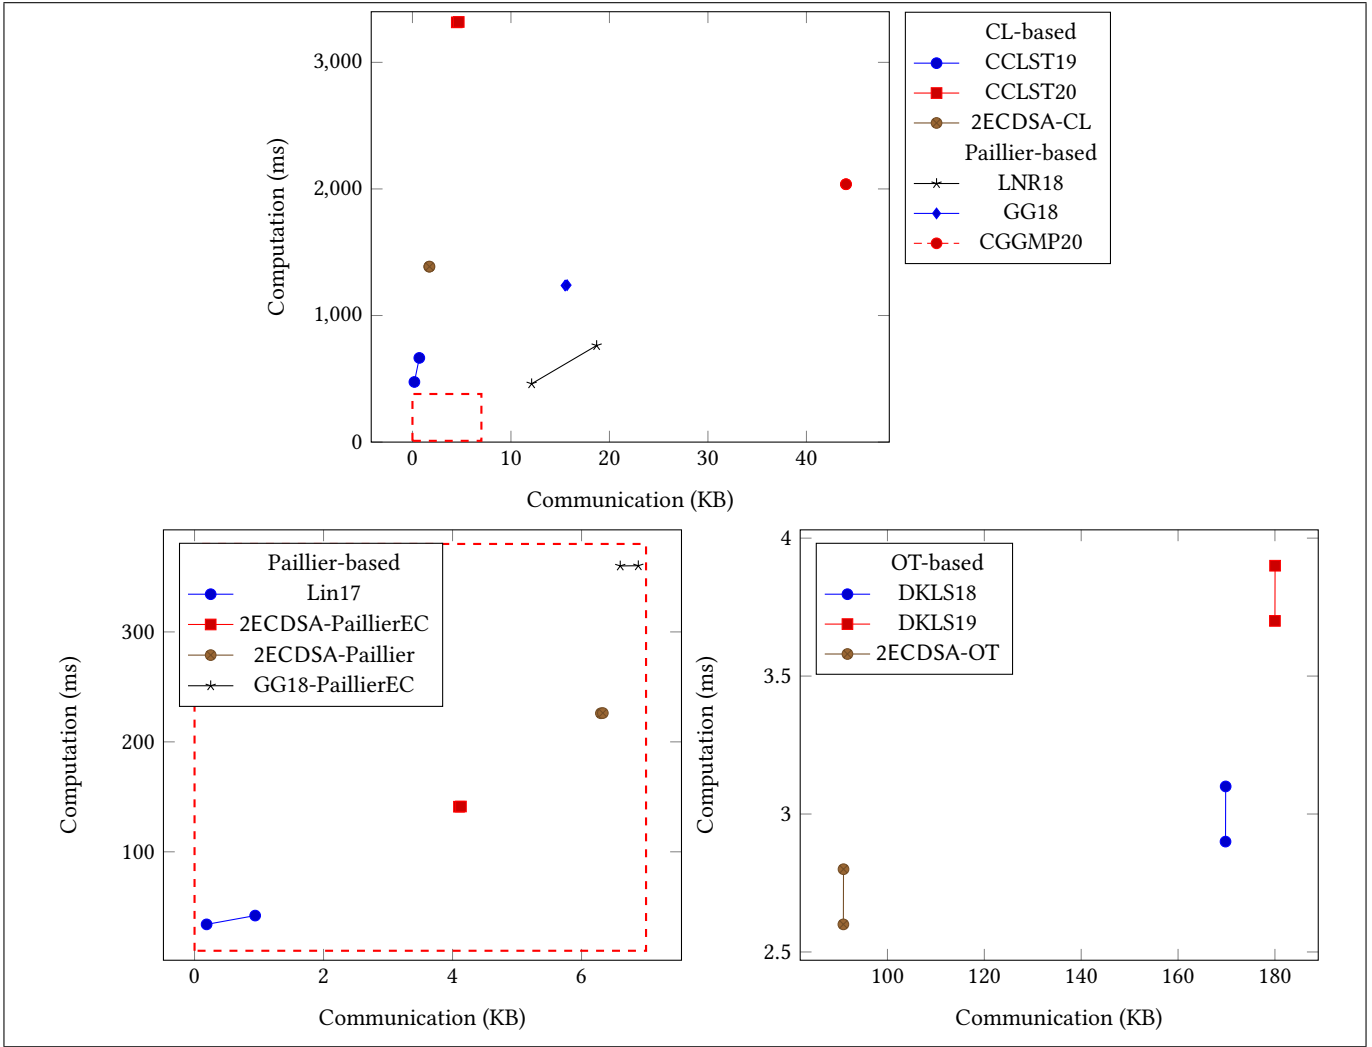 3,000
2,000
1,000
0
Computation (ms)
0 10 20 30 40
Communication (KB)
CL-based
CCLST19
CCLST20
2ECDSA-CL
Paillier-based
LNR18
GG18
CGGMP20
300
200
100
Computation (ms)
0 2 4 6
Communication (KB)
Paillier-based
Lin17
2ECDSA-PaillierEC
2ECDSA-Paillier
GG18-PaillierEC
4
3.5
3
2.5
Computation (ms)
100 120 140 160 180
Communication (KB)
OT-based
DKLS18
DKLS19
2ECDSA-OT